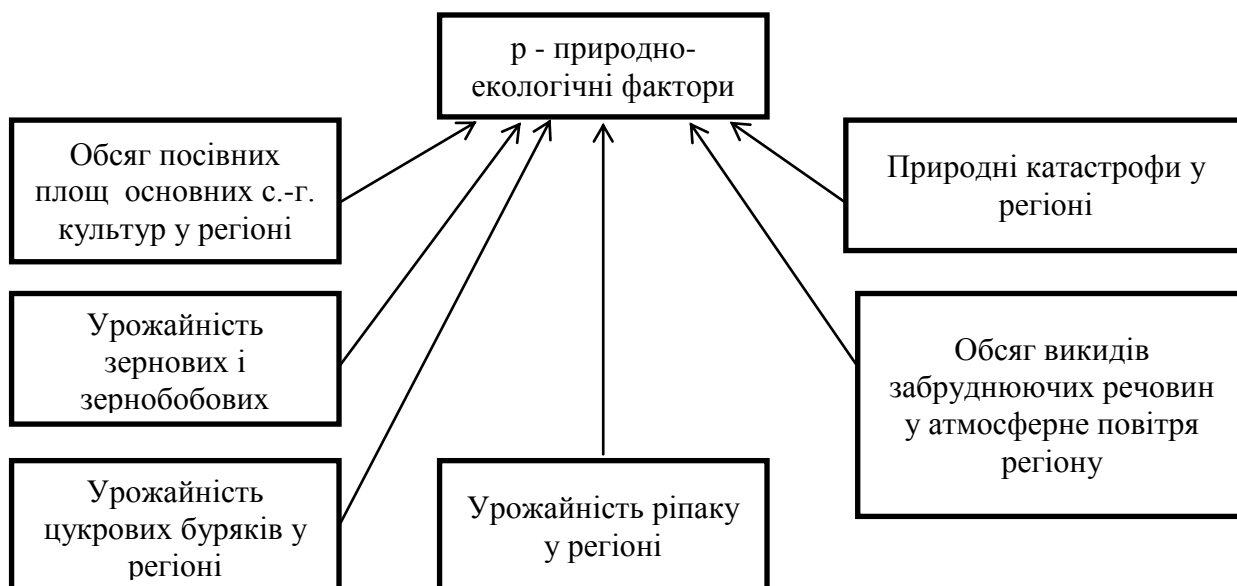 р - природно-
екологічні фактори
Обсяг посівних
площ основних с.-г.
культур у регіоні
Природні катастрофи у
регіоні
Урожайність
зернових і
зернобобових
Обсяг викидів
забруднюючих речовин
у атмосферне повітря
регіону
Урожайність
цукрових буряків у
регіоні
Урожайність ріпаку
у регіоні